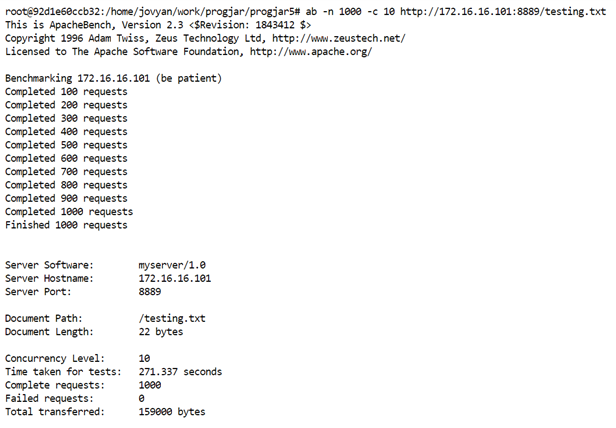 root@92d1e60ccb32:/home/jovyan/work/progjar/progjar5# ab -n 1000 -c 10 http://172.16.16.101:8889/testing.txt
This is ApacheBench, Version 2.3 <$Revision: 1843412 $>
Copyright 1996 Adam Twiss, Zeus Technology Ltd, http://www.zeustech.net/
Licensed to The Apache Software Foundation, http://www.apache.org/

Benchmarking 172.16.16.101 (be patient)
Completed 100 requests
Completed 200 requests
Completed 300 requests
Completed 400 requests
Completed 500 requests
Completed 600 requests
Completed 700 requests
Completed 800 requests
Completed 900 requests
Completed 1000 requests
Finished 1000 requests

Server Software:        myserver/1.0
Server Hostname:        172.16.16.101
Server Port:            8889

Document Path:          /testing.txt
Document Length:        22 bytes

Concurrency Level:      10
Time taken for tests:   271.337 seconds
Complete requests:      1000
Failed requests:        0
Total transferred:      159000 bytes